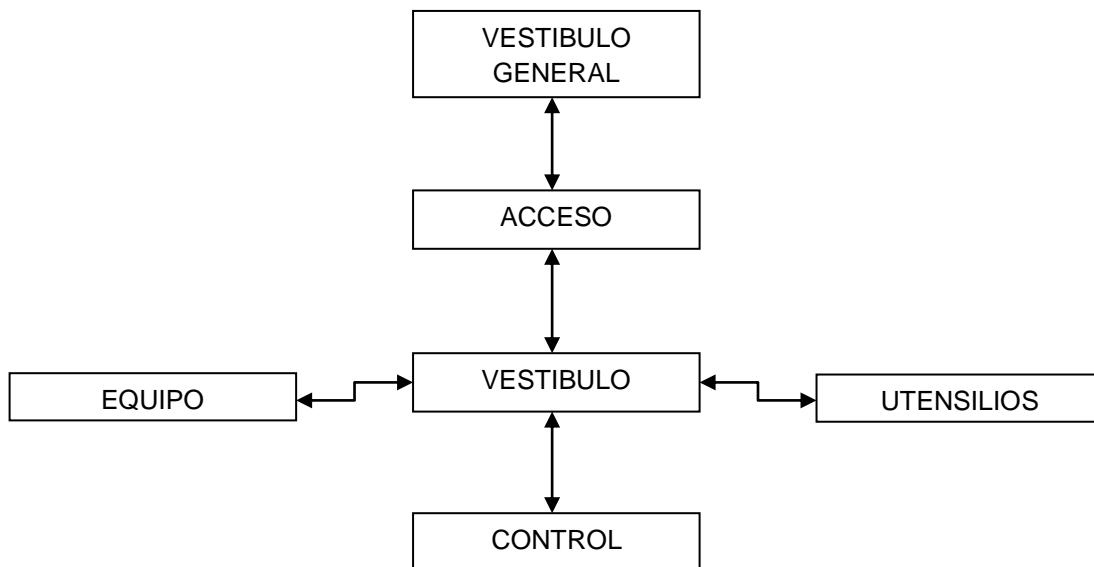 VESTIBULO
GENERAL
ACCESO
VESTIBULO
EQUIPO
UTENSILIOS
CONTROL